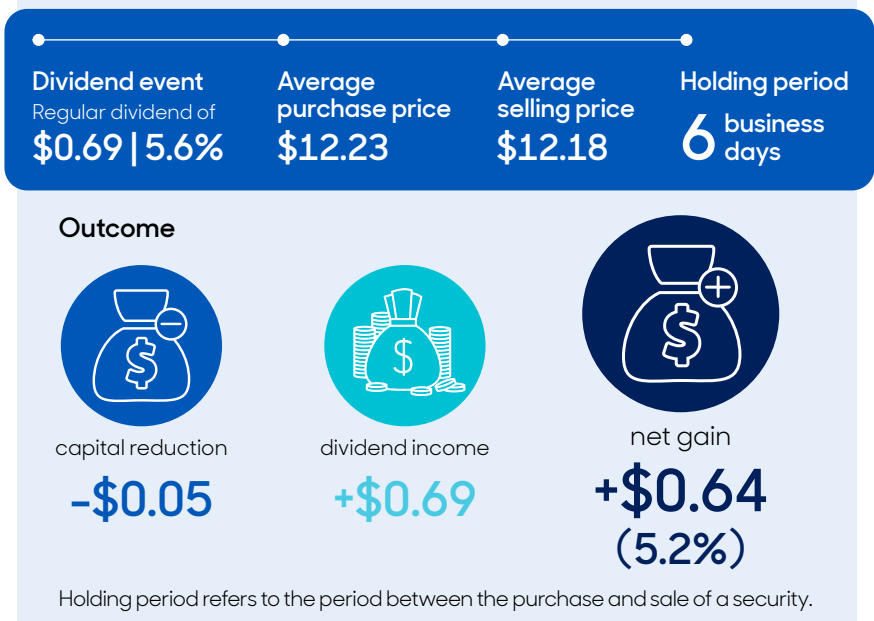 Dividend event
Regular dividend of
$0.69 | 5.6%
Average
purchase price
$12.23
Average
selling price
$12.18
Holding period
6 business
days
Outcome
$
capital reduction
-$0.05
$
dividend income
+$0.69
$
net gain
+$0.64
(5.2%)
Holding period refers to the period between the purchase and sale of a security.